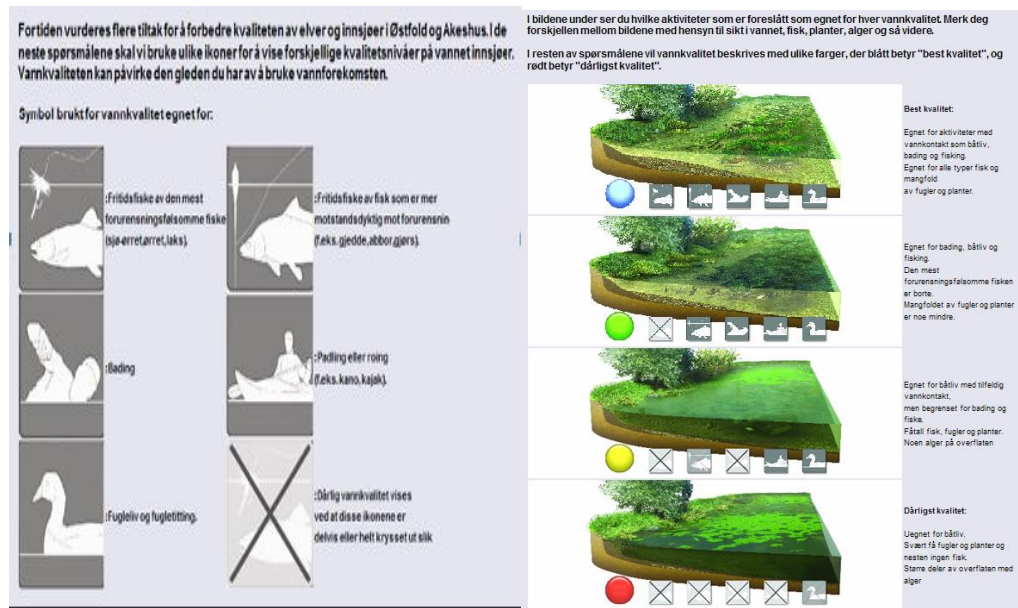 Fortiden vurderes flere tiltak for å forbedre kvaliteten av elver og innsjøer i Østfold og Akeshus. I de
neste spørsmålene skal vi bruke ulike ikoner for å vise forskjellige kvalitetsnivåer på vannet innsjøer.
Vannkvaliteten kan påvirke den gleden du har av å bruke vannforekomsten.
Symbol brukt for vannkvalitet egnet for:
:Fritidsfiske av den mest
forurensningsfølsomme fiske
(sjø-ørret,ørret, laks).
:Fritidsfiske av fisk som er mer
motstandsdyktig mot forurensnin
(f.eks. gjedde, abbor, gjørs).
:Bading
:Padling eller roing
(f.eks. kano, kajak).
:Fugleliv og fugletitting.
:Dårlig vannkvalitet vises
ved at disse ikonene er
delvis eller helt krysset ut slik
I bildene under ser du hvilke aktiviteter som er foreslått som egnet for hver vannkvalitet. Merk deg
forskjellen mellom bildene med hensyn til sikt i vannet, fisk, planter, alger og så videre.
I resten av spørsmålene vil vannkvalitet beskrives med ulike farger, der blått betyr "best kvalitet", og
rødt betyr "dårligst kvalitet".
Best kvalitet:
Egnet for aktiviteter med
vannkontakt som båtliv,
bading og fisking.
Egnet for alle typer fisk og
mangfold
av fugler og planter.
Egnet for bading, båtliv og
fisking.
Den mest
forurensningsfølsomme fisken
er borte.
Mangfoldet av fugler og planter
er noe mindre.
Egnet for båtliv med tilfeldig
vannkontakt,
men begrenset for bading og
fiske.
Fåtall fisk, fugler og planter.
Noen alger på overflaten
Dårligst kvalitet:
Uegnet for båtliv.
Svært få fugler og planter og
nesten ingen fisk.
Større deler av overflaten med
alger